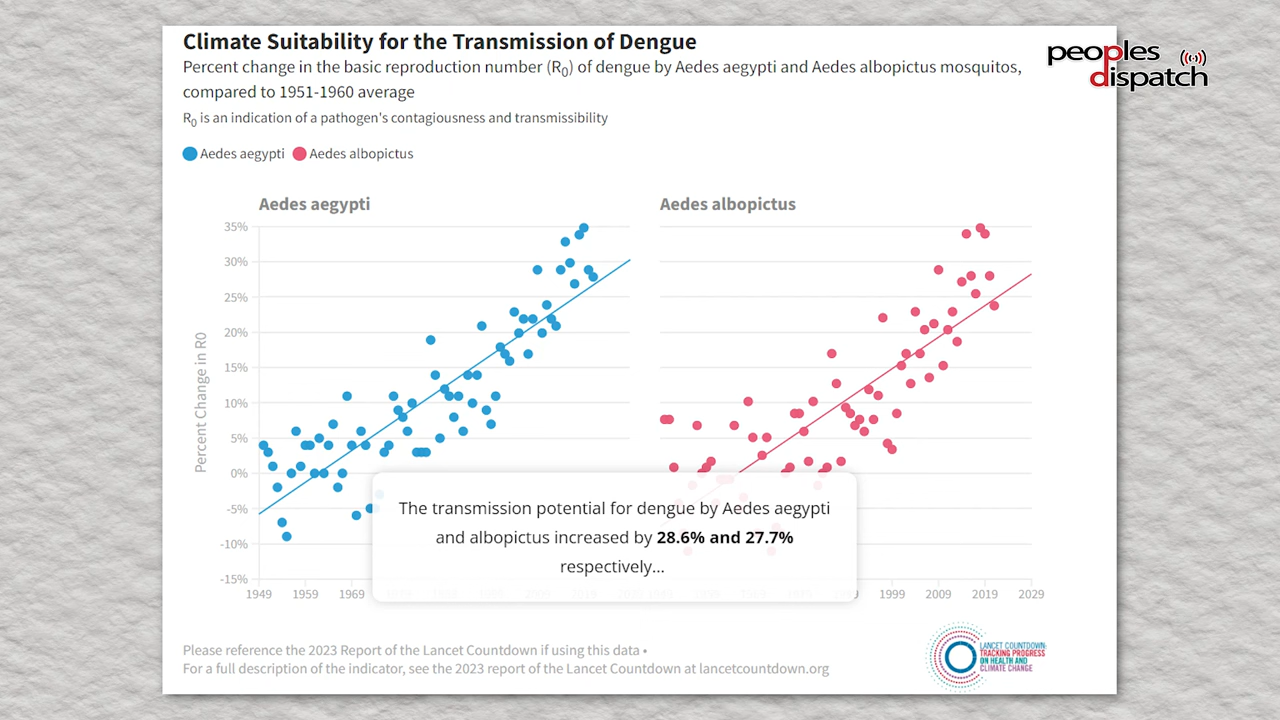 Climate Suitability for the Transmission of Dengue
Percent change in the basic reproduction number (R0) of dengue by Aedes aegypti and Aedes albopictus mosquitos,
compared to 1951-1960 average
R0 is an indication of a pathogen's contagiousness and transmissibility
peoples
dispatch
Aedes aegypti Aedes albopictus
Aedes aegypti
Aedes albopictus
Percent Change in R0
35%
30%
25%
20%
15%
10%
5%
0%
-5%
-10%
-15%
The transmission potential for dengue by Aedes aegypti
and albopictus increased by 28.6% and 27.7%
respectively...
1949 1959 1969
1999 2009 2019 2029
Please reference the 2023 Report of the Lancet Countdown if using this data •
For a full description of the indicator, see the 2023 report of the Lancet Countdown at lancetcountdown.org
LANCET COUNTDOWN:
TRACKING PROGRESS
ON HEALTH AND
CLIMATE CHANGE